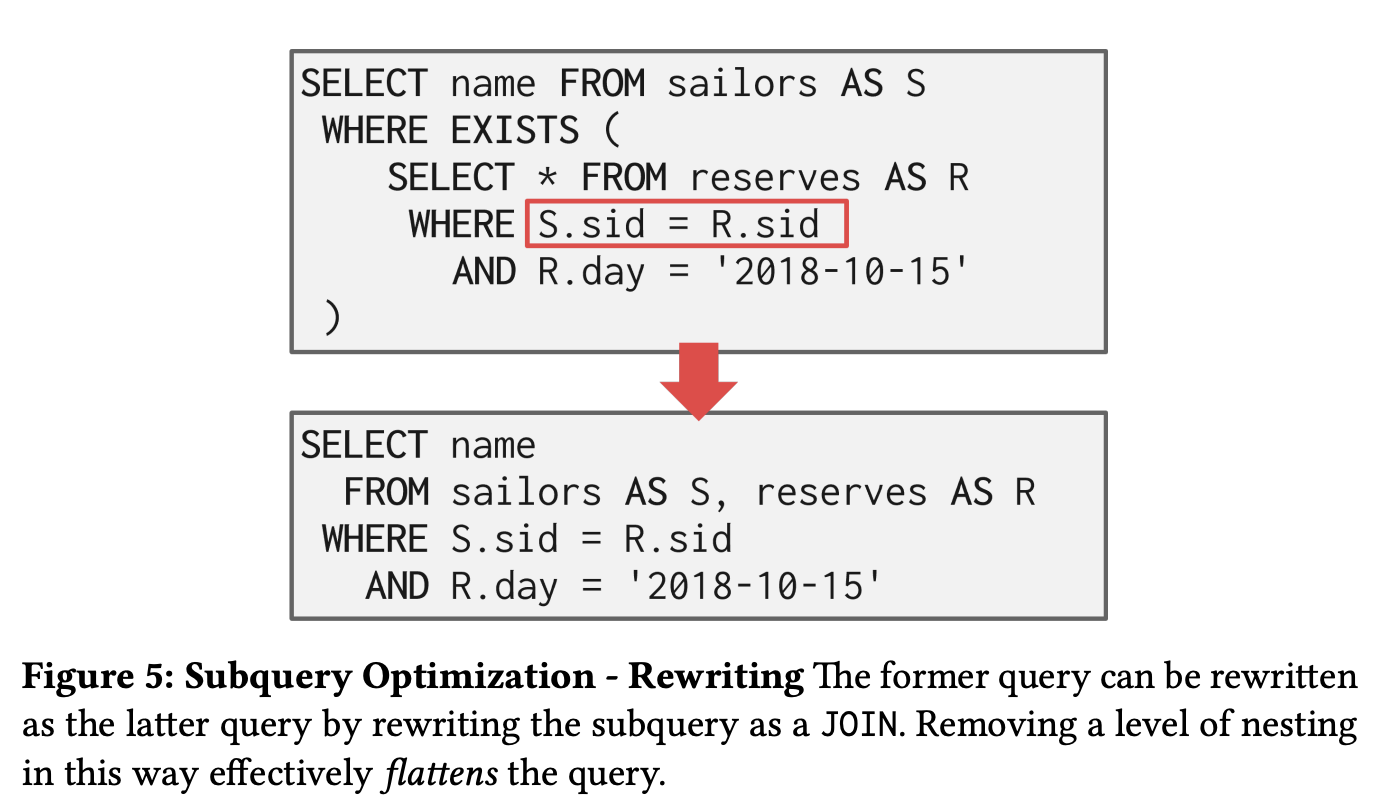 SELECT name FROM sailors AS S
WHERE EXISTS (
SELECT * FROM reserves AS R
WHERE S.sid = R.sid
AND R.day = '2018-10-15'
)
SELECT name
FROM sailors AS S, reserves AS R
WHERE S.sid = R.sid
AND R.day = '2018-10-15'
Figure 5: Subquery Optimization - Rewriting The former query can be rewritten
as the latter query by rewriting the subquery as a JOIN. Removing a level of nesting
in this way effectively flattens the query.